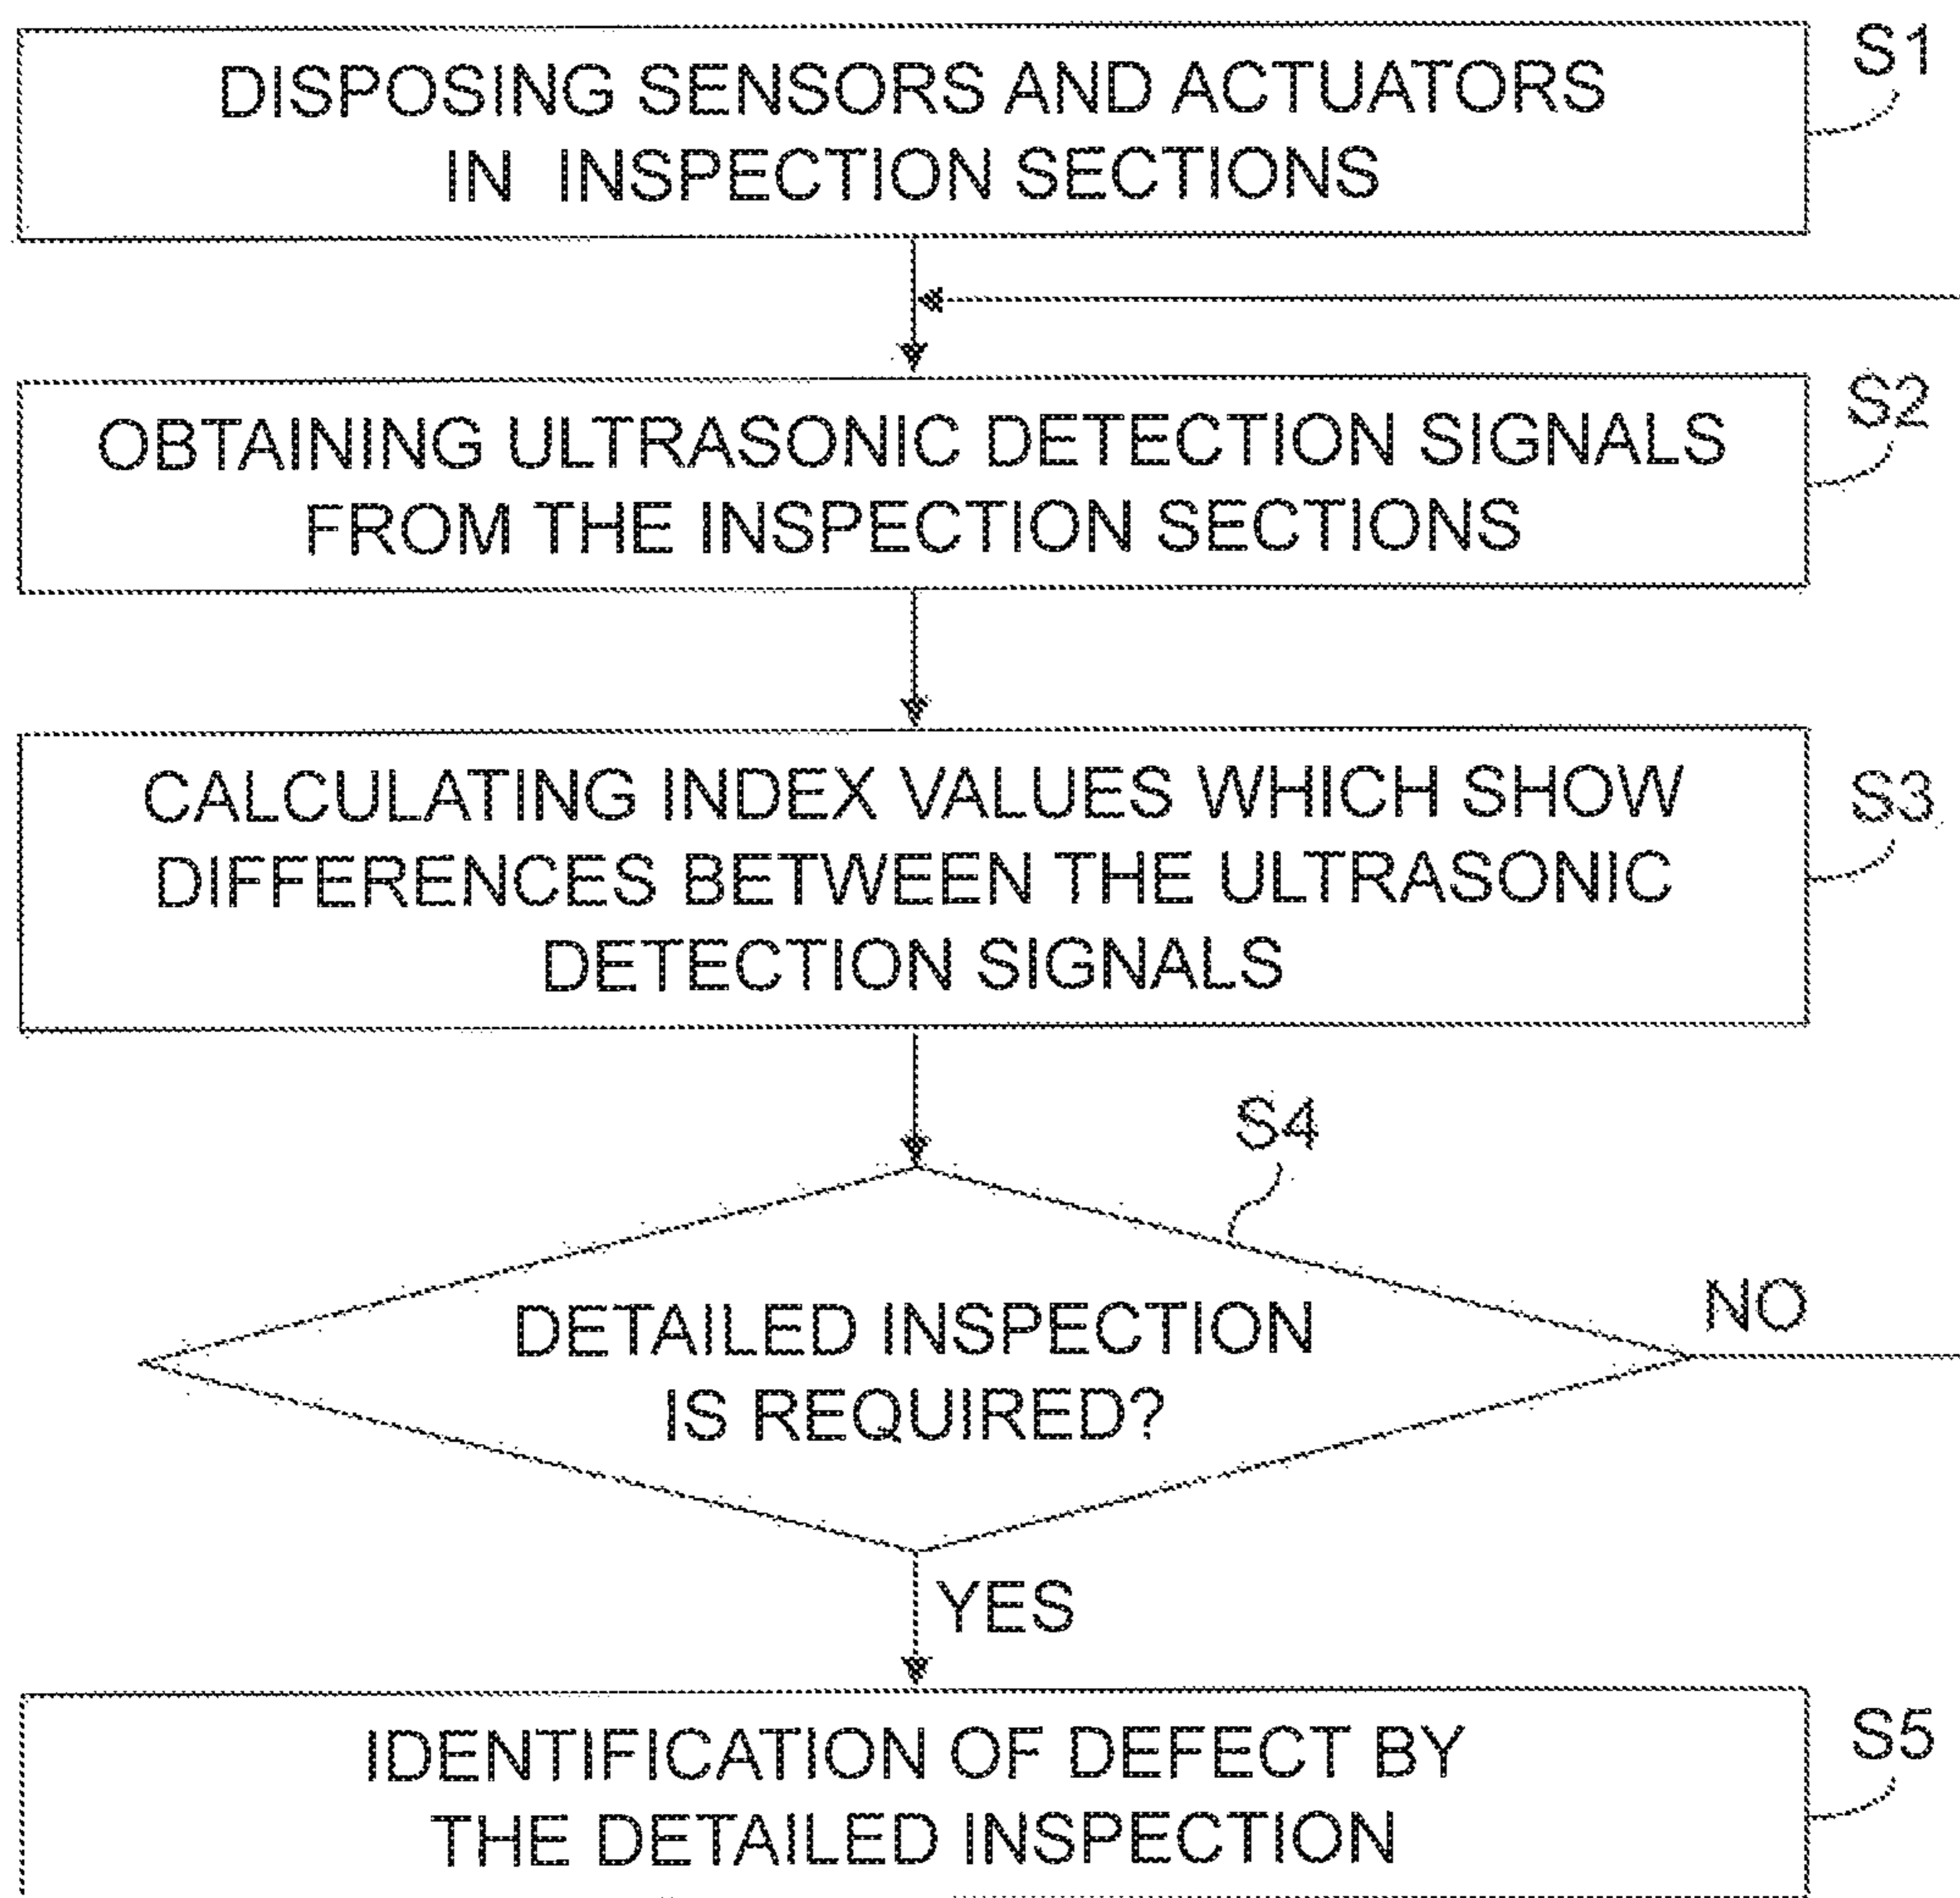 S1
DISPOSING SENSORS AND ACTUATORS
IN INSPECTION SECTIONS
S2
OBTAINING ULTRASONIC DETECTION SIGNALS
FROM THE INSPECTION SECTIONS
S3
CALCULATING INDEX VALUES WHICH SHOW
DIFFERENCES BETWEEN THE ULTRASONIC
DETECTION SIGNALS
S4
DETAILED INSPECTION
IS REQUIRED?
NO
YES
S5
IDENTIFICATION OF DEFECT BY
THE DETAILED INSPECTION